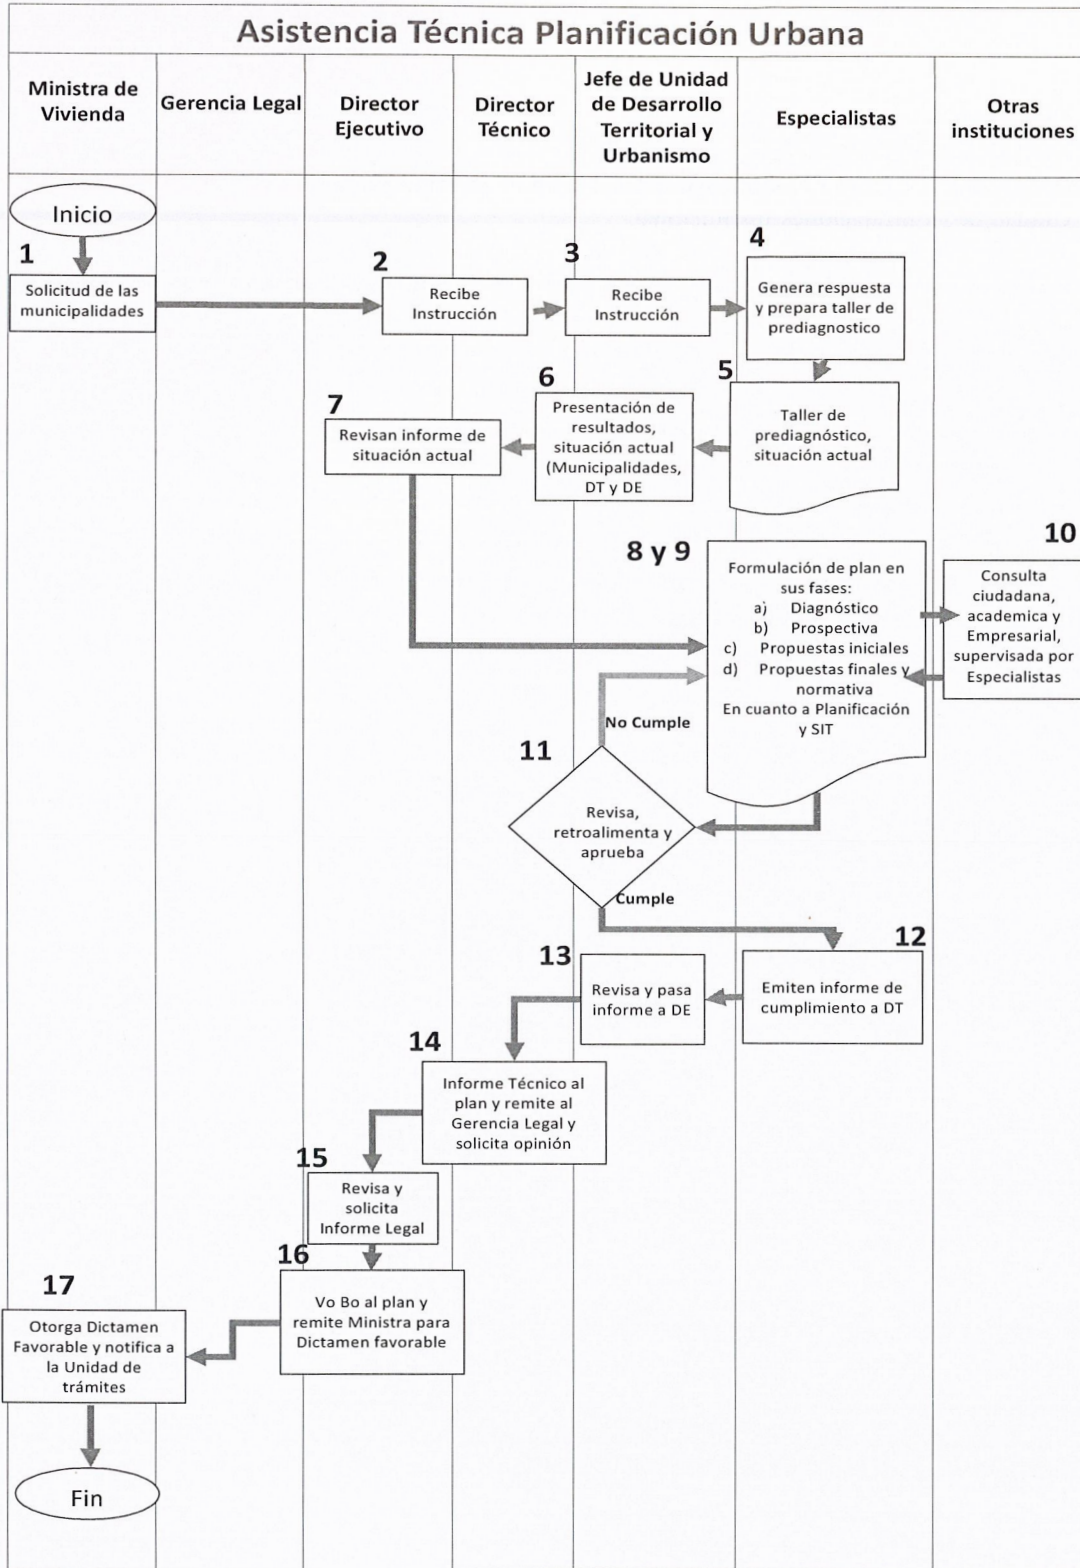 Asistencia Técnica Planificación Urbana
Ministra de
Vivienda
Gerencia Legal
Director
Ejecutivo
Director
Técnico
Jefe de Unidad
de Desarrollo
Territorial y
Urbanismo
Especialistas
Otras
instituciones
Inicio
1
Solicitud de las
municipalidades
2
Recibe
Instrucción
3
Recibe
Instrucción
4
Genera respuesta
y prepara taller de
prediagnostico
5
Taller de
prediagnóstico,
situación actual
6
Presentación de
resultados,
situación actual
(Municipalidades,
DT y DE
7
Revisan informe de
situación actual
8 y 9
Formulación de plan en
sus fases:
a) Diagnóstico
b) Prospectiva
c) Propuestas iniciales
d) Propuestas finales y
normativa
En cuanto a Planificación
y SIT
10
Consulta
ciudadana,
academica y
Empresarial,
supervisada por
Especialistas
No Cumple
11
Revisa,
retroalimenta y
aprueba
Cumple
12
Emiten informe de
cumplimiento a DT
13
Revisa y pasa
informe a DE
14
Informe Técnico al
plan y remite al
Gerencia Legal y
solicita opinión
15
Revisa y
solicita
Informe Legal
16
Vo Bo al plan y
remite Ministra para
Dictamen favorable
17
Otorga Dictamen
Favorable y notifica a
la Unidad de
trámites
Fin